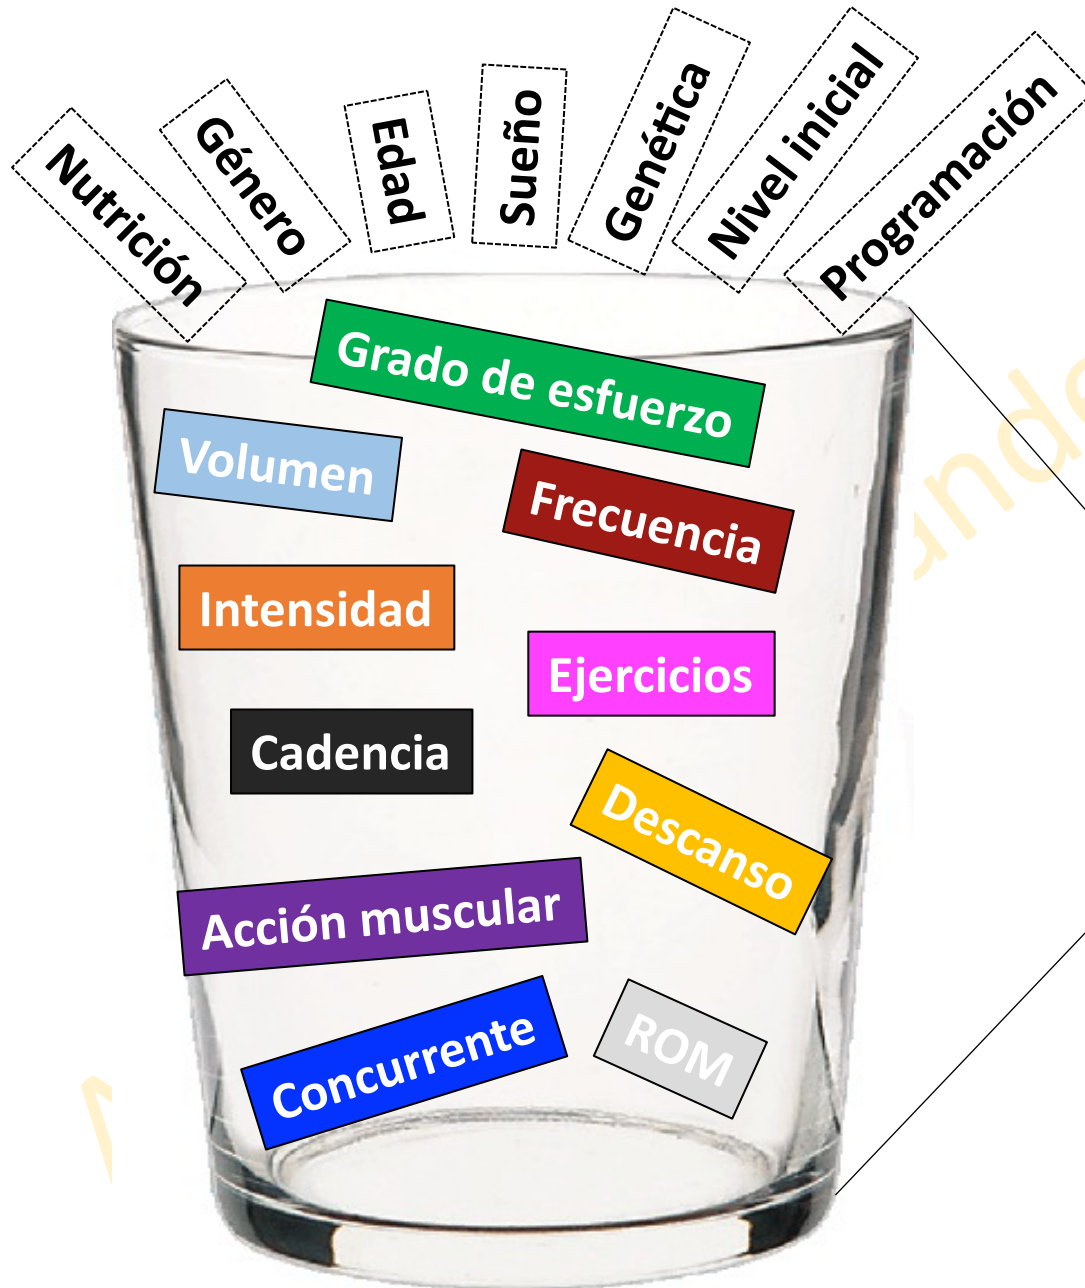 Nutrición
Género
Edad
Sueño
Genética
Nivel inicial
Programación
Grado de esfuerzo
Volumen
Frecuencia
Intensidad
Ejercicios
Cadencia
Descanso
Acción muscular
Concurrente
ROM